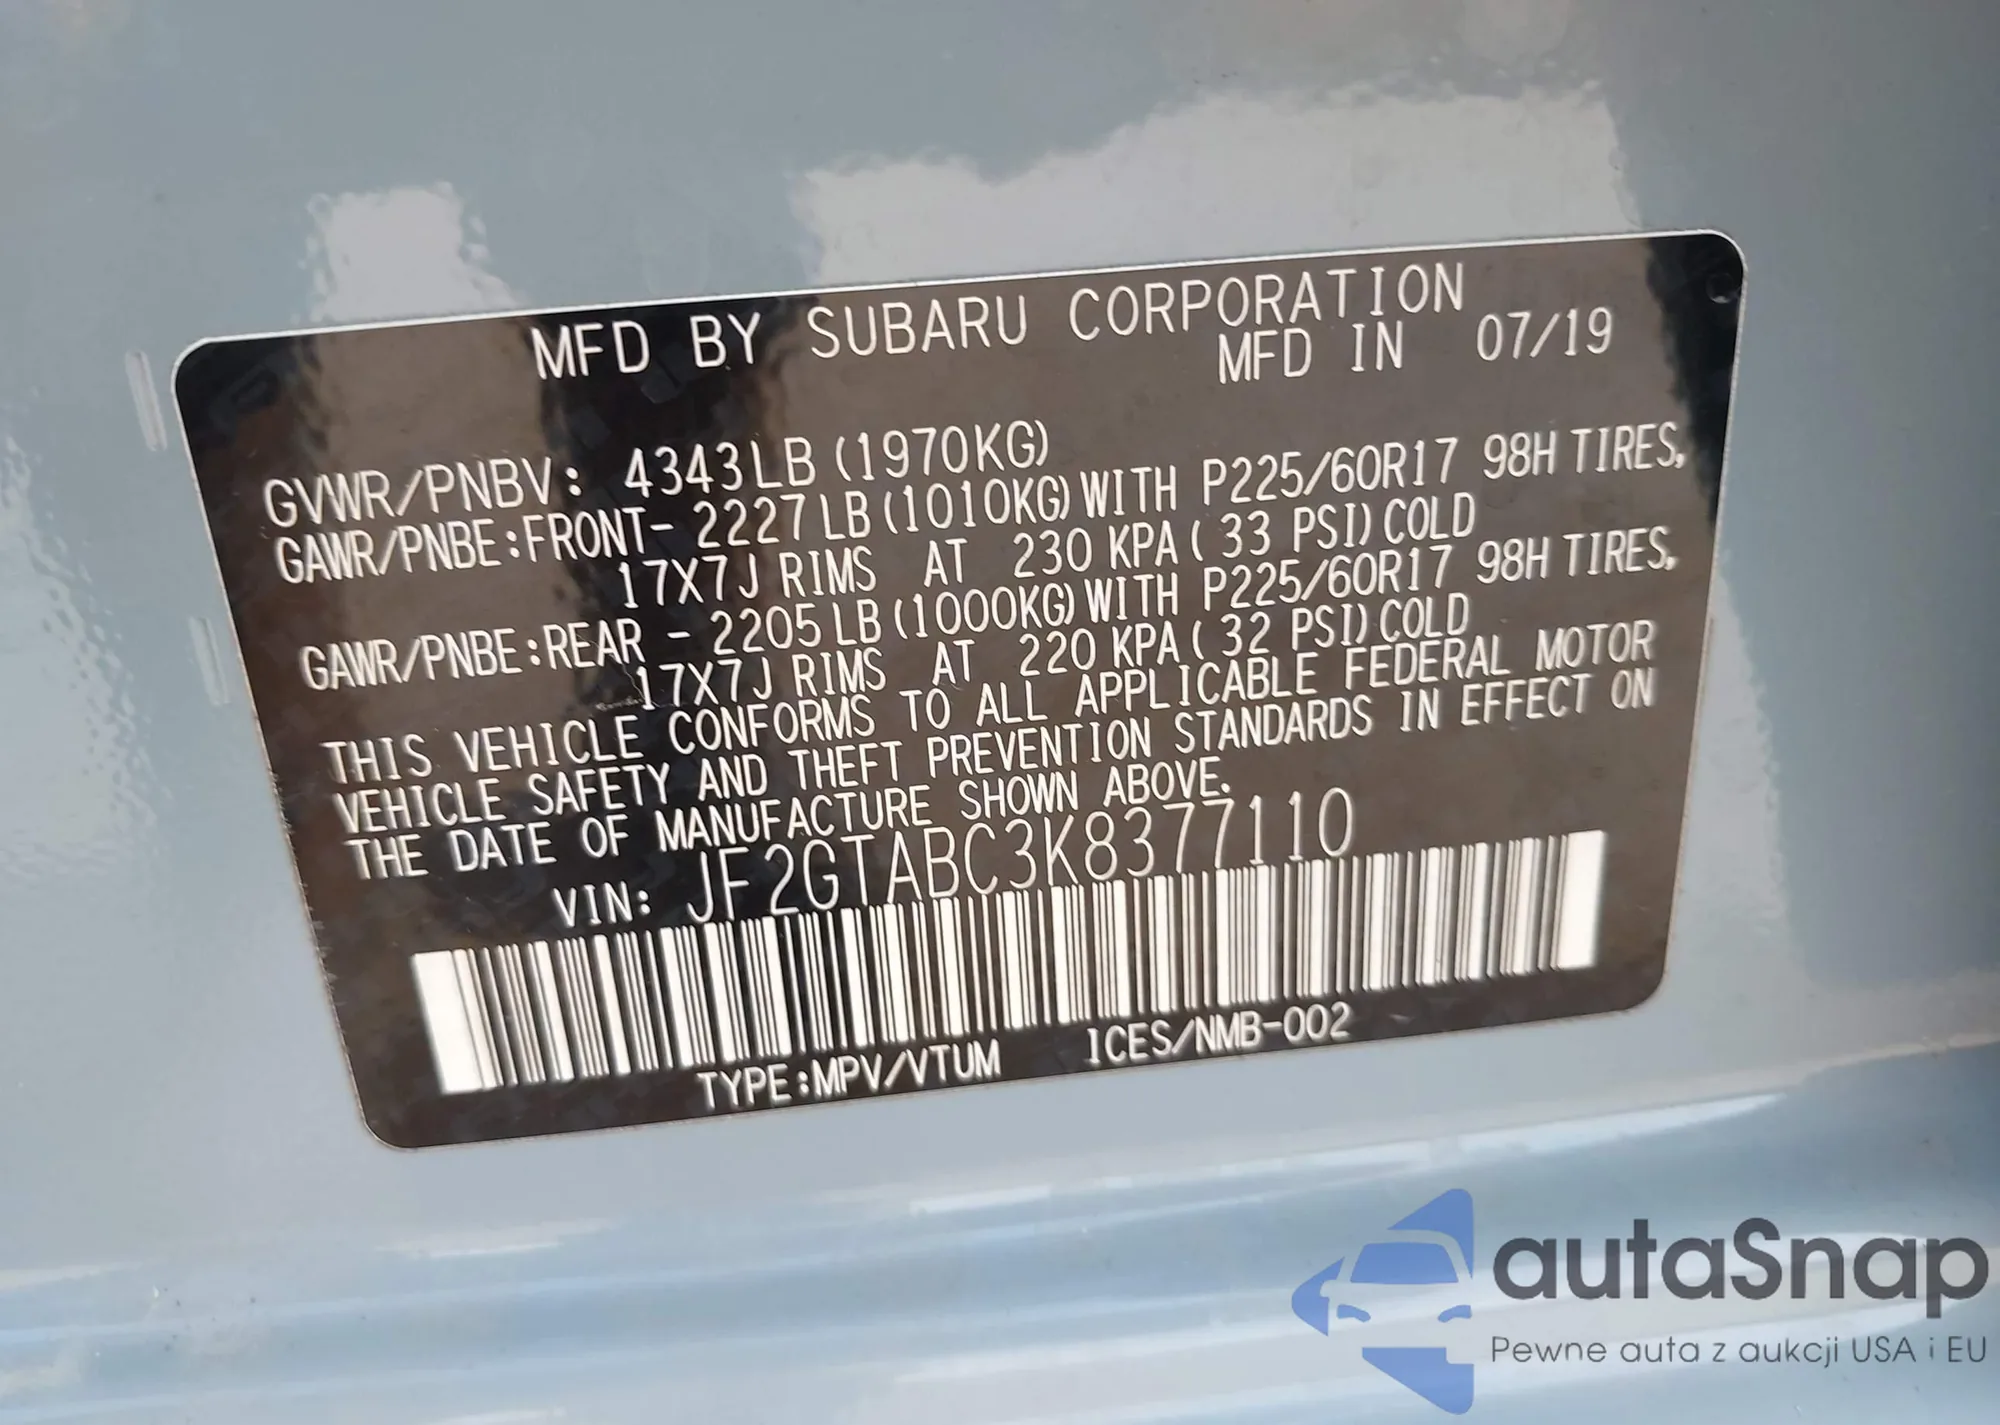 MFD BY SUBARU CORPORATION
MFD IN 07/19
GVWR/PNBV: 4343LB(1970KG)
GAWR/PNBE:FRONT- 2227LB(1010KG)WITH P225/60R17 98H TIRES,
17X7J RIMS AT 230 KPA( 33 PSI)COLD
GAWR/PNBE:REAR - 2205LB(1000KG)WITH P225/60R17 98H TIRES,
17X7J RIMS AT 220 KPA( 32 PSI)COLD
THIS VEHICLE CONFORMS TO ALL APPLICABLE FEDERAL MOTOR
VEHICLE SAFETY AND THEFT PREVENTION STANDARDS IN EFFECT ON
THE DATE OF MANUFACTURE SHOWN ABOVE.
VIN: JF2GTABC3K8377110
TYPE:MPV/VTUM ICES/NMB-002
autaSnap
Pewne auta z aukcji USA i EU